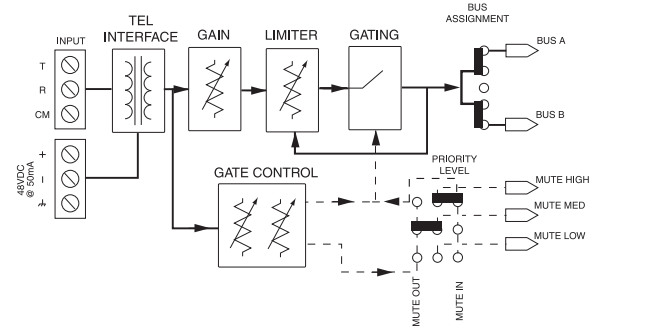 BUS
ASSIGNMENT
TEL
INTERFACE
INPUT
GAIN
LIMITER
GATING
BUS A
T
R
CM
BUS B
+
–
48VDC
@ 50mA
GATE CONTROL
PRIORITY
LEVEL
MUTE HIGH
MUTE MED
MUTE LOW
MUTE OUT
MUTE IN